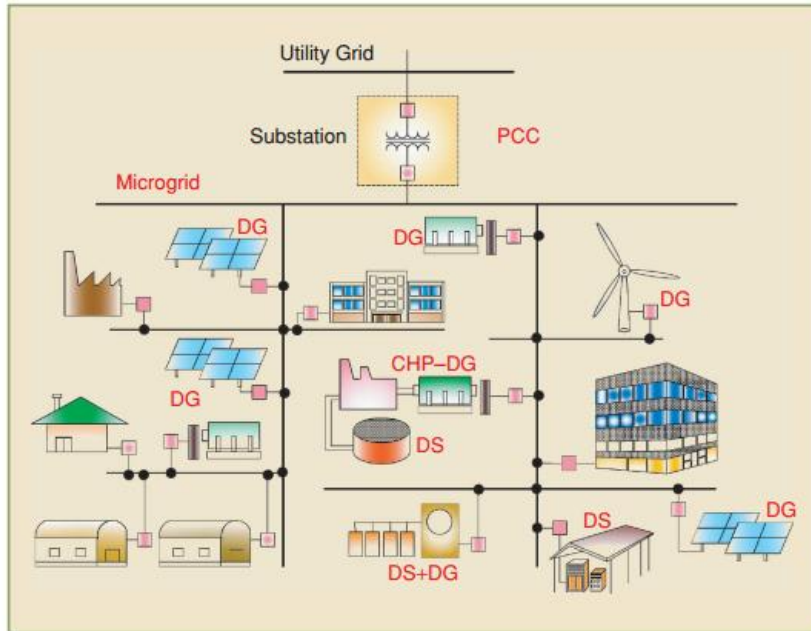 Utility Grid
Substation
PCC
Microgrid
DG
DG
DG
CHP–DG
DG
DS
DG
DS
DS+DG